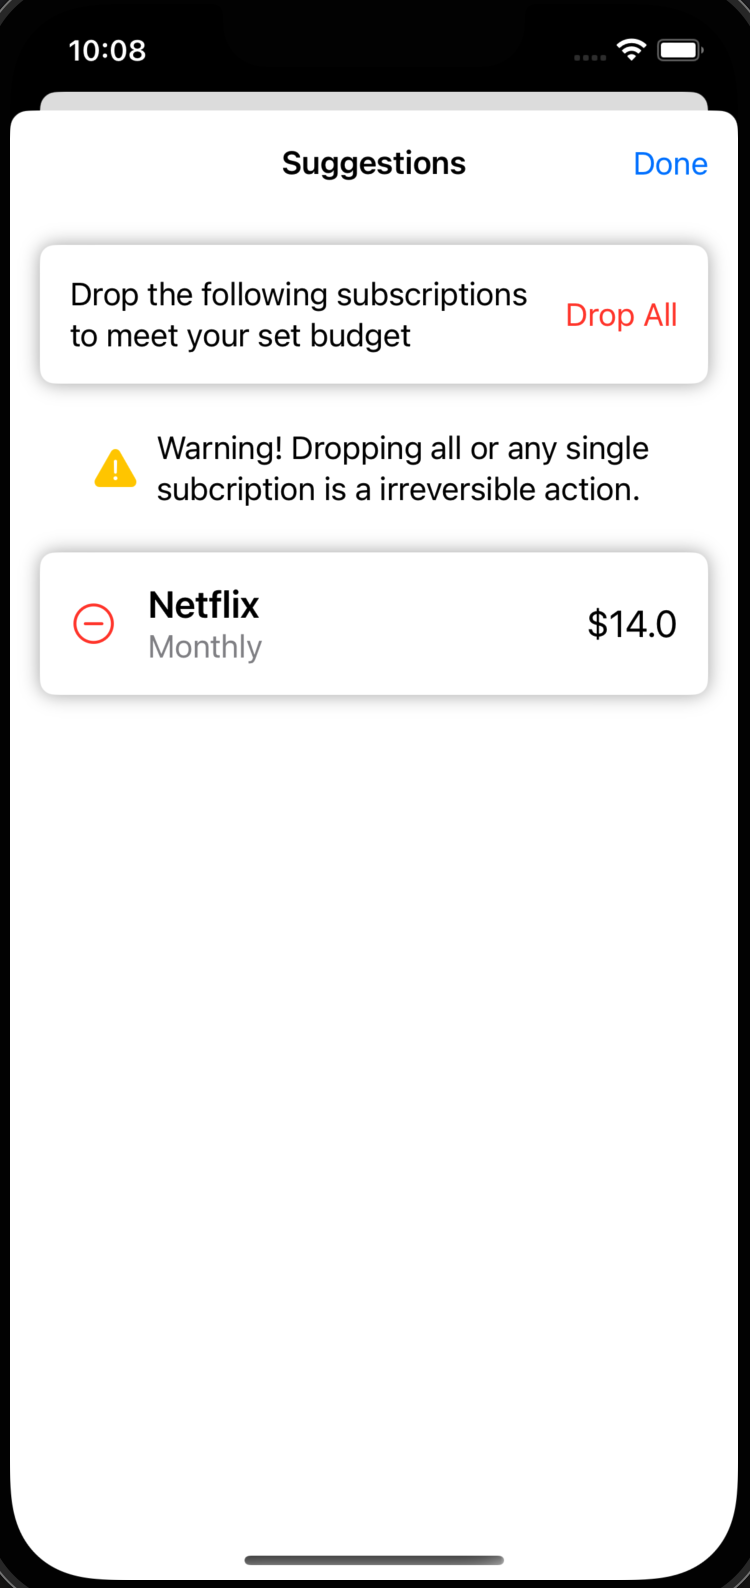 10:08
Suggestions
Done
Drop the following subscriptions
to meet your set budget
Drop All
Warning! Dropping all or any single
subcription is a irreversible action.
Netflix
Monthly
$14.0